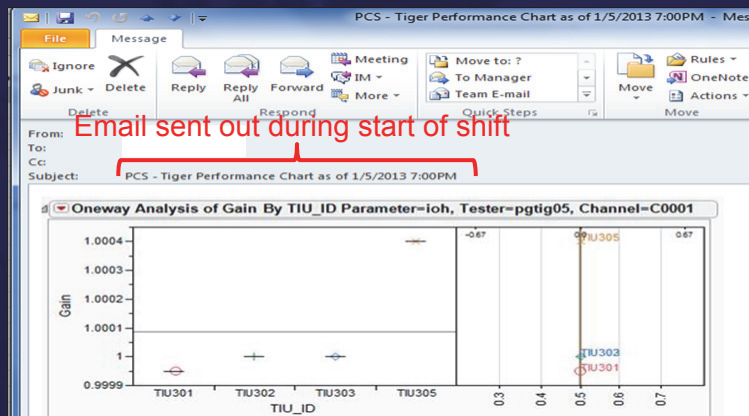 PCS - Tiger Performance Chart as of 1/5/2013 7:00PM - Mes
File Message
Ignore
Junk
Delete
Reply
Reply All
Forward
Meeting
IM
More
Move to: ?
To Manager
Team E-mail
Move
Rules
OneNote
Actions
Delete Respond Quick Steps Move
Email sent out during start of shift
From:
To:
Cc:
Subject: PCS - Tiger Performance Chart as of 1/5/2013 7:00PM
Oneway Analysis of Gain By TIU_ID Parameter=ioh, Tester=pgtig05, Channel=C0001
Gain
1.0004
1.0003
1.0002
1.0001
1
0.9999
TIU301 TIU302 TIU303 TIU305
TIU_ID
-0.67 0.0 0.67
TIU305
TIU303
TIU301
0.3 0.4 0.5 0.6 0.7